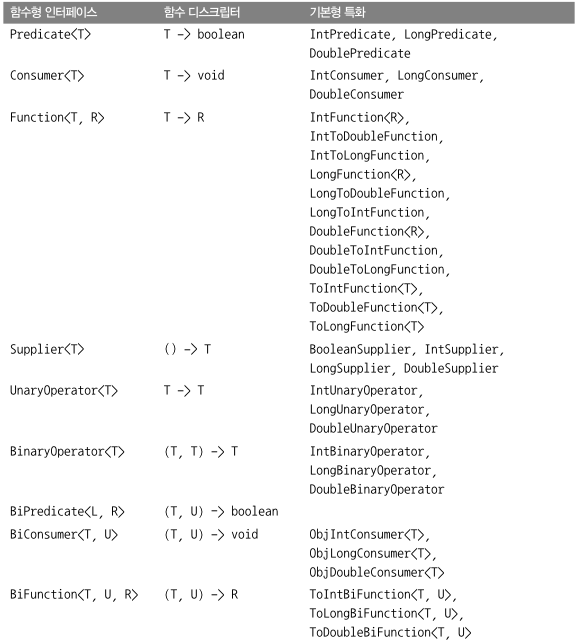 함수형 인터페이스 함수 디스크립터 기본형 특화
Predicate<T> T -> boolean IntPredicate, LongPredicate,
DoublePredicate
Consumer<T> T -> void IntConsumer, LongConsumer,
DoubleConsumer
Function<T, R> T -> R IntFunction<R>,
IntToDoubleFunction,
IntToLongFunction,
LongFunction<R>,
LongToDoubleFunction,
LongToIntFunction,
DoubleFunction<R>,
DoubleToIntFunction,
DoubleToLongFunction,
ToIntFunction<T>,
ToDoubleFunction<T>,
ToLongFunction<T>
Supplier<T> () -> T BooleanSupplier, IntSupplier,
LongSupplier, DoubleSupplier
UnaryOperator<T> T -> T IntUnaryOperator,
LongUnaryOperator,
DoubleUnaryOperator
BinaryOperator<T> (T, T) -> T IntBinaryOperator,
LongBinaryOperator,
DoubleBinaryOperator
BiPredicate<L, R> (T, U) -> boolean
BiConsumer<T, U> (T, U) -> void ObjIntConsumer<T>,
ObjLongConsumer<T>,
ObjDoubleConsumer<T>
BiFunction<T, U, R> (T, U) -> R ToIntBiFunction<T, U>,
ToLongBiFunction<T, U>,
ToDoubleBiFunction<T, U>